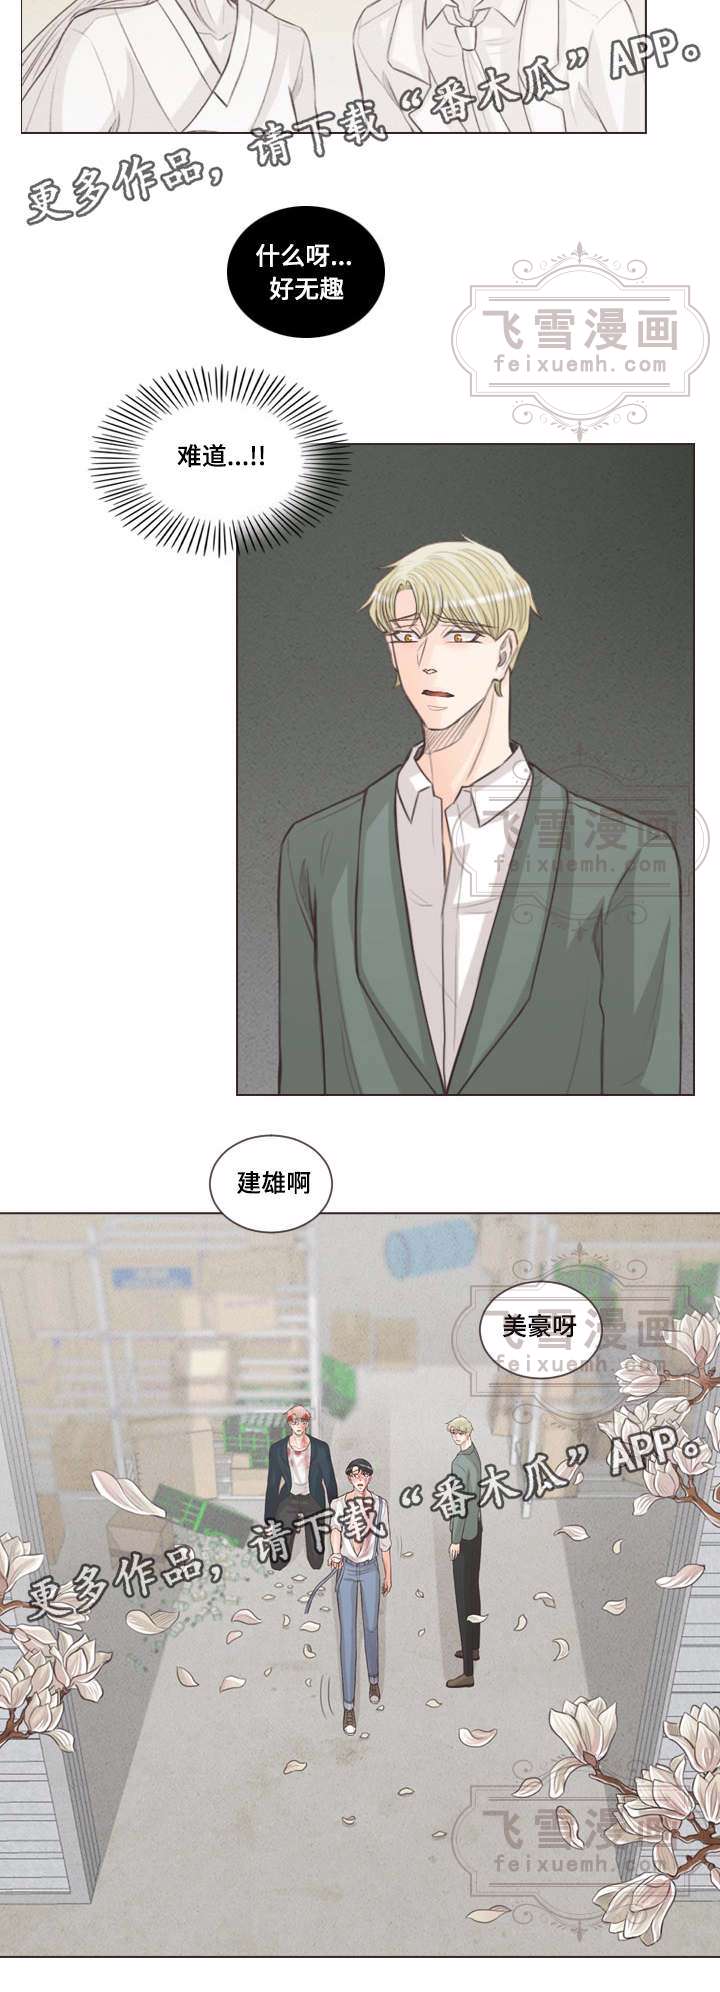 更多作品，请下载“番木瓜”APP。
什么呀...
好无趣
飞雪漫画
feixuemh.com
难道...!!
飞雪漫画
feixuemh.com
建雄啊
美豪呀
飞雪漫画
feixuemh.com
更多作品，请下载“番木瓜”APP。
飞雪漫画
feixuemh.com